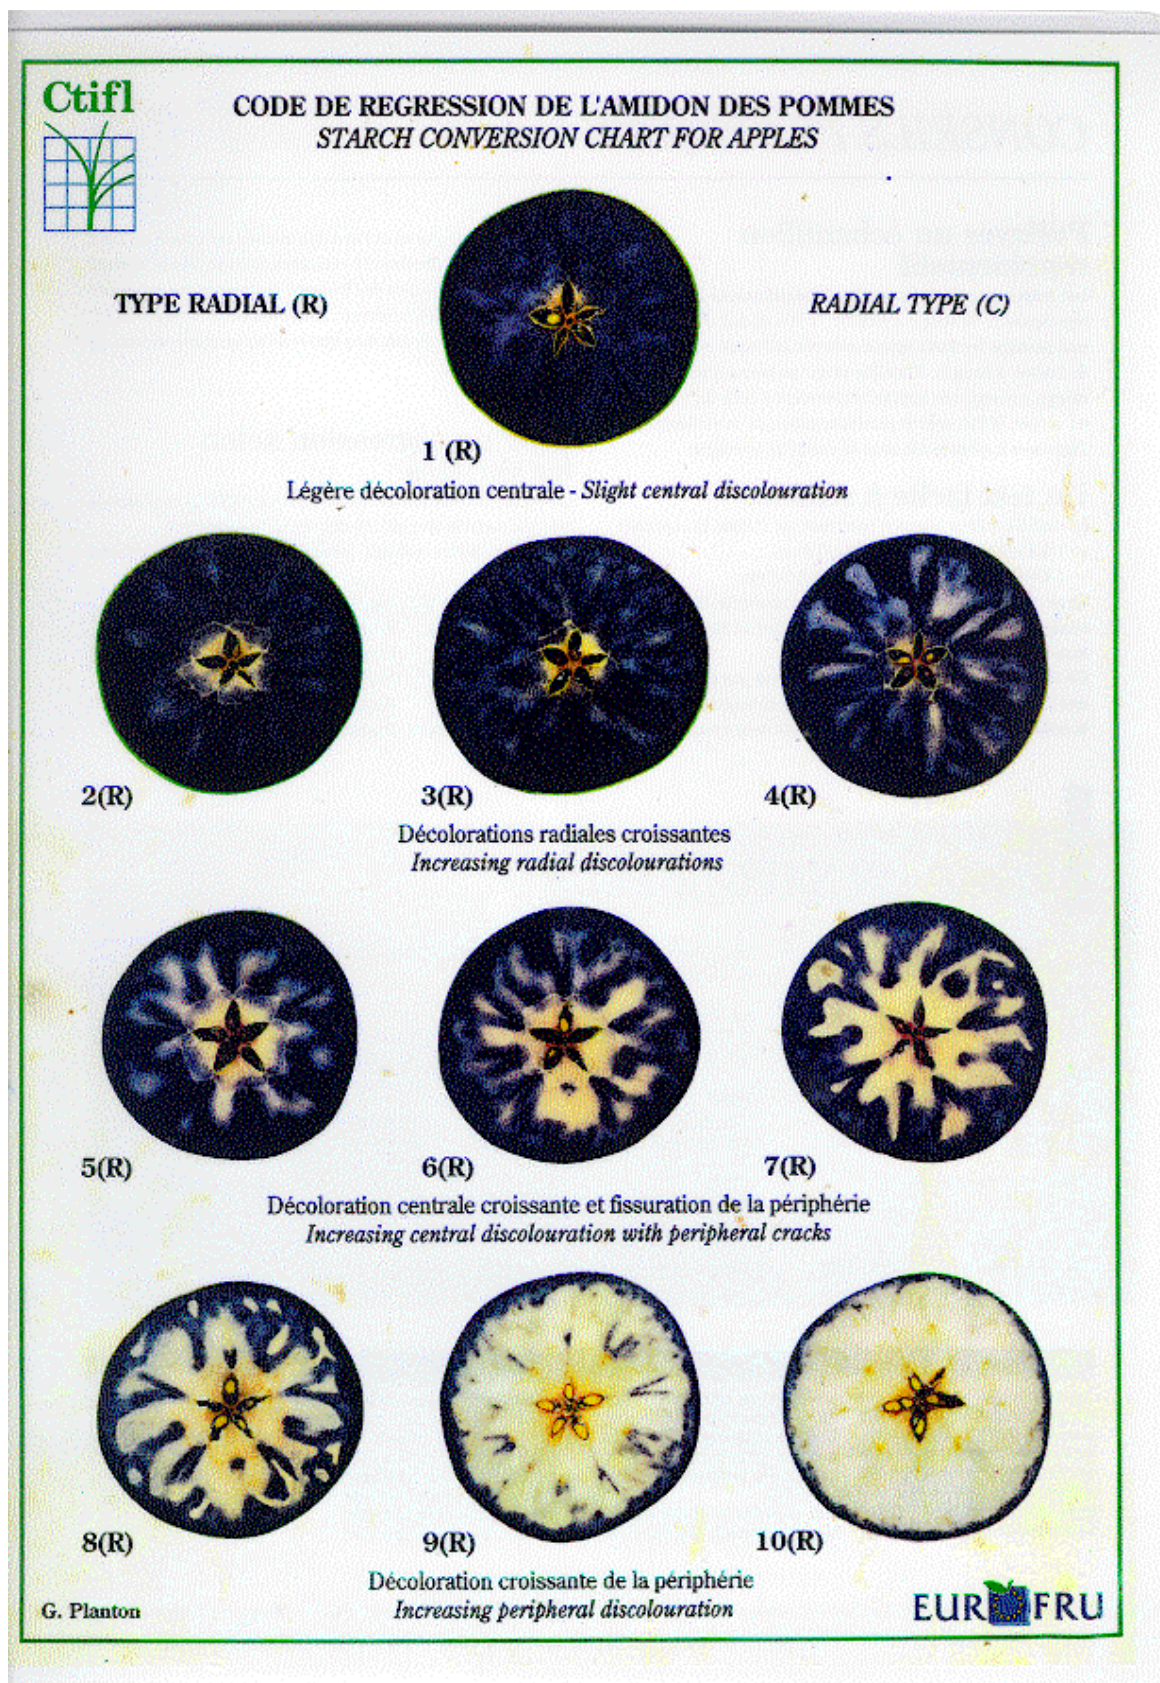 Ctifl
CODE DE REGRESSION DE L'AMIDON DES POMMES
STARCH CONVERSION CHART FOR APPLES
TYPE RADIAL (R)
RADIAL TYPE (C)
1 (R)
Légère décoloration centrale - Slight central discolouration
2(R)
3(R)
4(R)
Décolorations radiales croissantes
Increasing radial discolourations
5(R)
6(R)
7(R)
Décoloration centrale croissante et fissuration de la périphérie
Increasing central discolouration with peripheral cracks
8(R)
9(R)
10(R)
Décoloration croissante de la périphérie
Increasing peripheral discolouration
G. Planton
EUROFRU